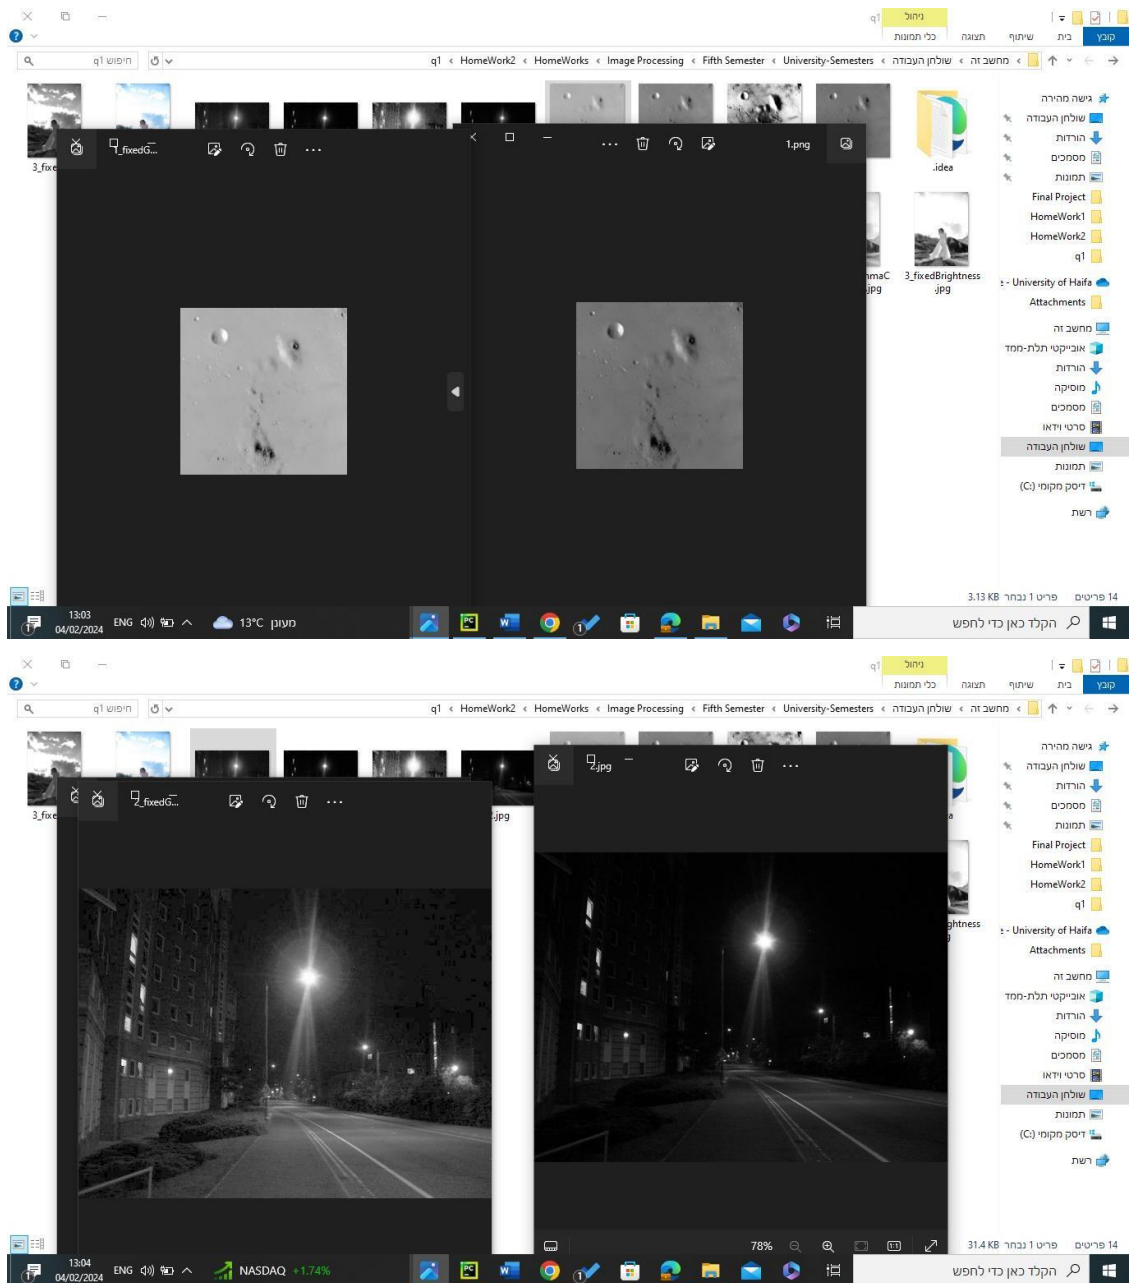 q1
ניהול
קובץ
בית
שיתוף
תצוגה
כלי תמונות
מחשב זה › שולחן העבודה › University-Semesters › Fifth Semester › Image Processing › HomeWorks › HomeWork2 › q1
חיפוש q1
גישה מהירה
שולחן העבודה
הורדות
מסמכים
תמונות
Final Project
HomeWork1
HomeWork2
q1
- University of Haifa
Attachments
מחשב זה
אובייקטי תלת-ממד
הורדות
מוסיקה
מסמכים
סרטי וידאו
שולחן העבודה
תמונות
דיסק מקומי (C:)
רשת
.idea
3_fixedBrightness
.jpg
mmaC
.jpg
3_fixe
1_fixedG...
1.png
14 פריטים
פריט 1 נבחר 3.13 KB
הקלד כאן כדי לחפש
13°C מעונן
ENG
13:03
04/02/2024
q1
ניהול
קובץ
בית
שיתוף
תצוגה
כלי תמונות
מחשב זה › שולחן העבודה › University-Semesters › Fifth Semester › Image Processing › HomeWorks › HomeWork2 › q1
חיפוש q1
גישה מהירה
שולחן העבודה
הורדות
מסמכים
תמונות
Final Project
HomeWork1
HomeWork2
q1
- University of Haifa
Attachments
מחשב זה
אובייקטי תלת-ממד
הורדות
מוסיקה
מסמכים
סרטי וידאו
שולחן העבודה
תמונות
דיסק מקומי (C:)
רשת
a
ghtness
3_fixe
2_fixedG...
2.jpg
.jpg
78%
14 פריטים
פריט 1 נבחר 31.4 KB
הקלד כאן כדי לחפש
NASDAQ +1.74%
ENG
13:04
04/02/2024